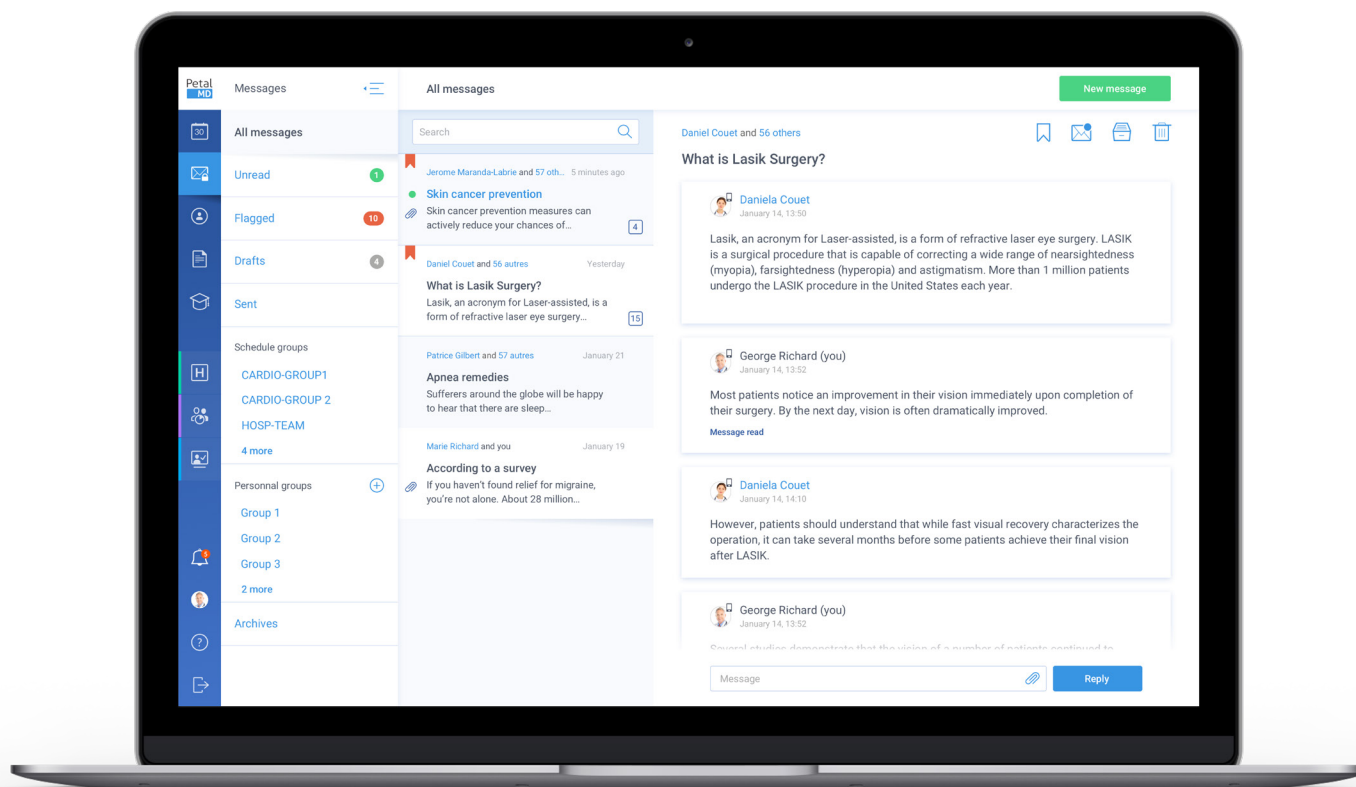 Petal
MD
Messages
All messages
New message
30
All messages
Unread
1
Flagged
10
Drafts
4
Sent
Schedule groups
CARDIO-GROUP1
CARDIO-GROUP 2
HOSP-TEAM
4 more
Personnal groups
Group 1
Group 2
Group 3
2 more
Archives
H
5
?
Search
Jerome Maranda-Labrie and 57 oth... 5 minutes ago
Skin cancer prevention
Skin cancer prevention measures can
actively reduce your chances of...
4
Daniel Couet and 56 autres Yesterday
What is Lasik Surgery?
Lasik, an acronym for Laser-assisted, is a
form of refractive laser eye surgery...
15
Patrice Gilbert and 57 autres January 21
Apnea remedies
Sufferers around the globe will be happy
to hear that there are sleep...
Marie Richard and you January 19
According to a survey
If you haven't found relief for migraine,
you're not alone. About 28 million...
Daniel Couet and 56 others
What is Lasik Surgery?
Daniela Couet
January 14, 13:50
Lasik, an acronym for Laser-assisted, is a form of refractive laser eye surgery. LASIK
is a surgical procedure that is capable of correcting a wide range of nearsightedness
(myopia), farsightedness (hyperopia) and astigmatism. More than 1 million patients
undergo the LASIK procedure in the United States each year.
George Richard (you)
January 14, 13:52
Most patients notice an improvement in their vision immediately upon completion of
their surgery. By the next day, vision is often dramatically improved.
Message read
Daniela Couet
January 14, 14:10
However, patients should understand that while fast visual recovery characterizes the
operation, it can take several months before some patients achieve their final vision
after LASIK.
George Richard (you)
January 14, 13:52
Several studies demonstrate that the vision of a number of patients continued to
Message
Reply